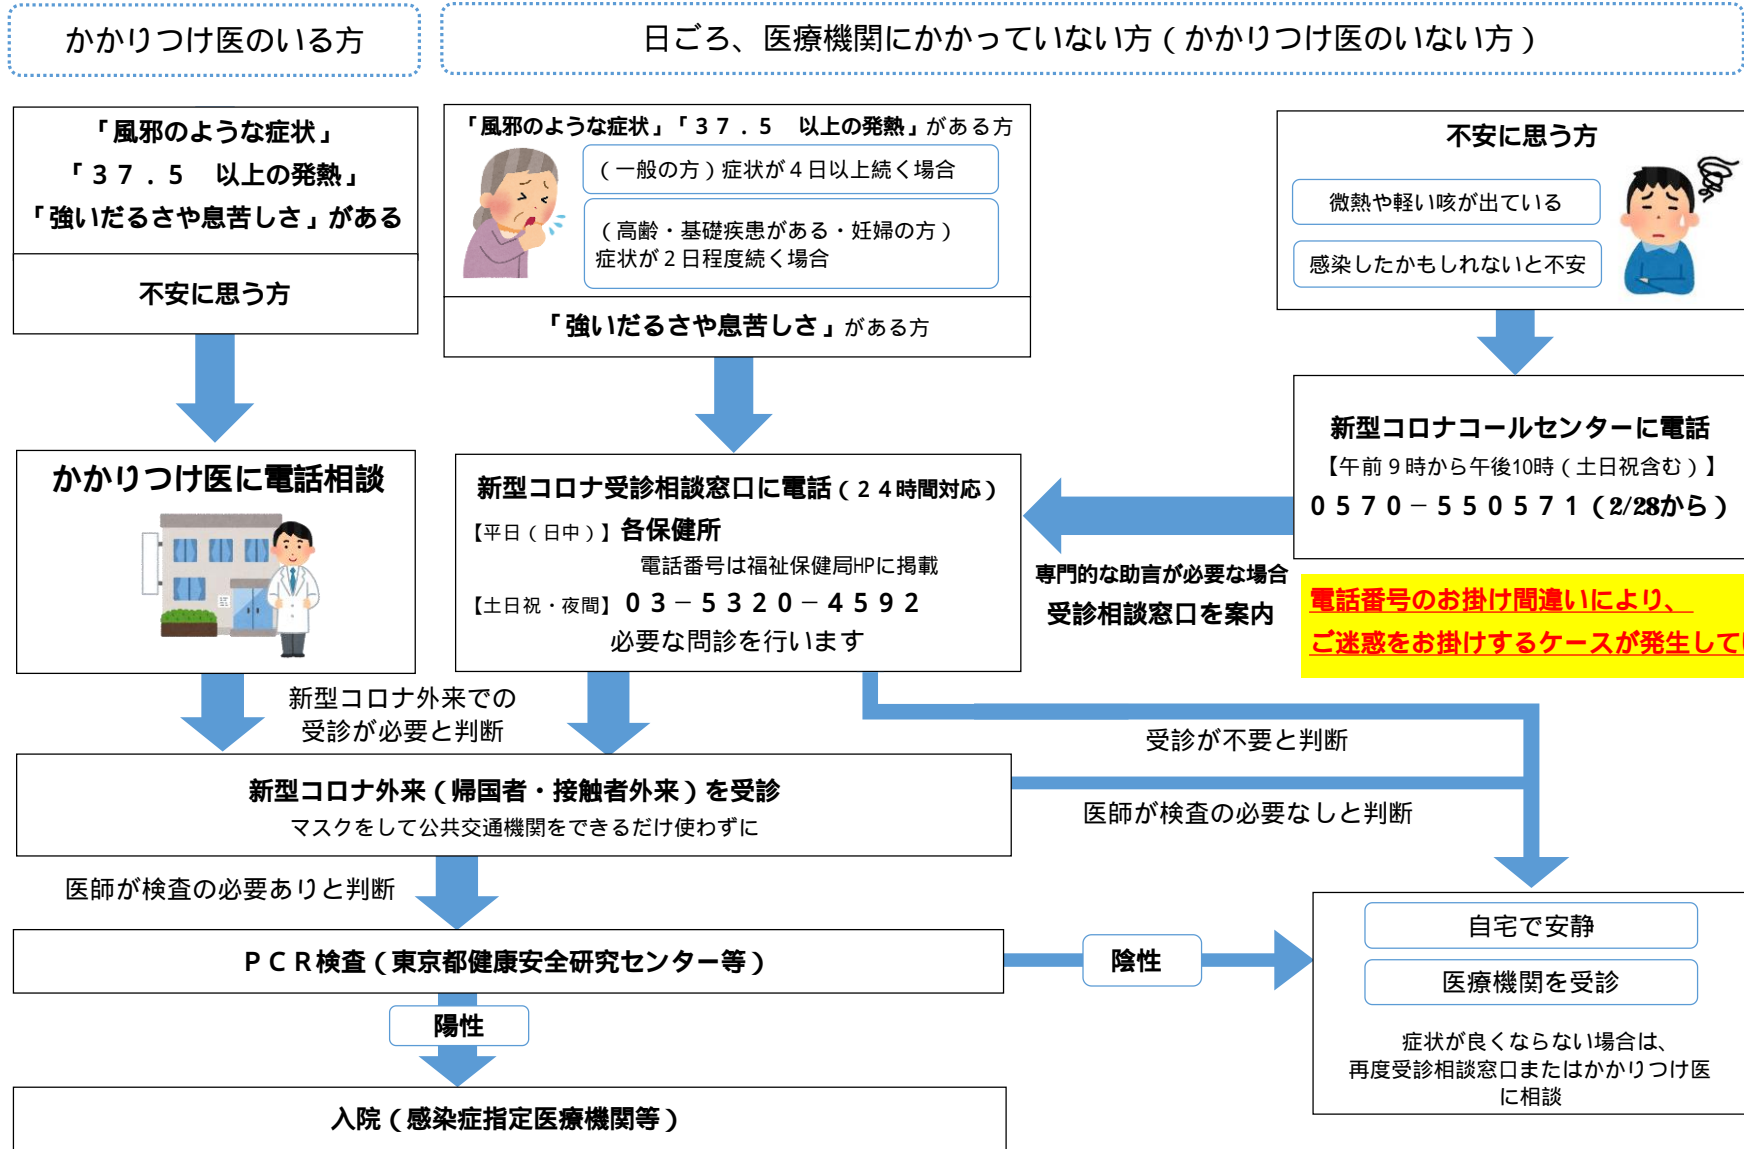 かかりつけ医のいる方
日ごろ、医療機関にかかっていない方(かかりつけ医のいない方)
「風邪のような症状」
「37.5 以上の発熱」
「強いだるさや息苦しさ」がある
不安に思う方
「風邪のような症状」「37.5 以上の発熱」がある方
(一般の方)症状が4日以上続く場合
(高齢・基礎疾患がある・妊婦の方)
症状が2日程度続く場合
「強いだるさや息苦しさ」がある方
不安に思う方
微熱や軽い咳が出ている
感染したかもしれないと不安
かかりつけ医に電話相談
新型コロナ受診相談窓口に電話(24時間対応)
【平日(日中)】各保健所
電話番号は福祉保健局HPに掲載
【土日祝・夜間】03-5320-4592
必要な問診を行います
新型コロナコールセンターに電話
【午前9時から午後10時(土日祝含む)】
0570-550571(2/28から)
専門的な助言が必要な場合
受診相談窓口を案内
電話番号のお掛け間違いにより、
ご迷惑をお掛けするケースが発生して
新型コロナ外来での
受診が必要と判断
受診が不要と判断
新型コロナ外来(帰国者・接触者外来)を受診
マスクをして公共交通機関をできるだけ使わずに
医師が検査の必要なしと判断
医師が検査の必要ありと判断
PCR検査(東京都健康安全研究センター等)
陰性
陽性
入院(感染症指定医療機関等)
自宅で安静
医療機関を受診
症状が良くならない場合は、
再度受診相談窓口またはかかりつけ医
に相談